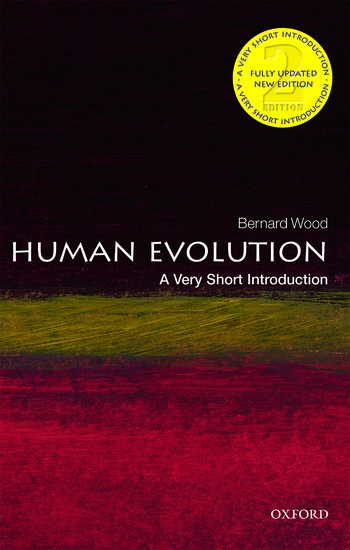 A VERY SHORT INTRODUCTION
2
FULLY UPDATED
NEW EDITION
EDITION
A VERY SHORT INTRODUCTION
Bernard Wood
HUMAN EVOLUTION
A Very Short Introduction
OXFORD